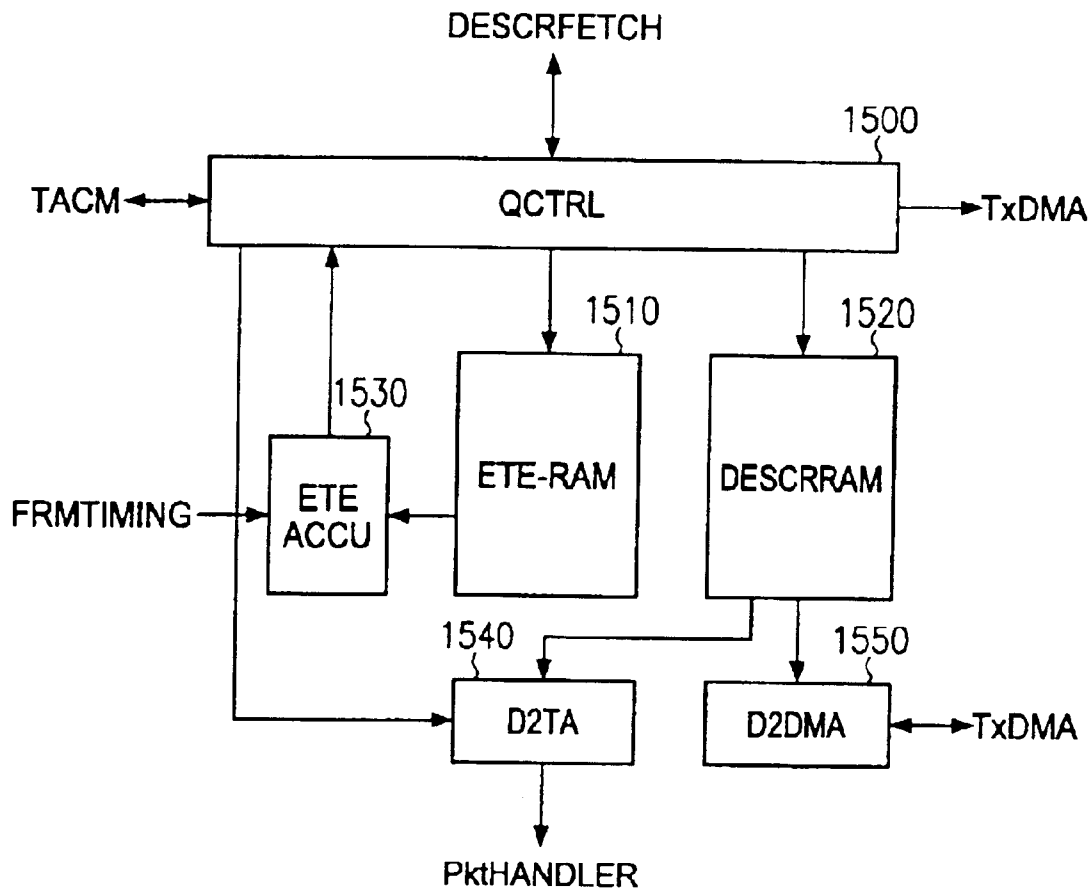 DESCRFETCH
1500
TACM
QCTRL
TxDMA
1510
1520
1530
ETE-RAM
DESCRRAM
ETE
ACCU
FRMTIMING
1540
1550
D2TA
D2DMA
TxDMA
PktHANDLER